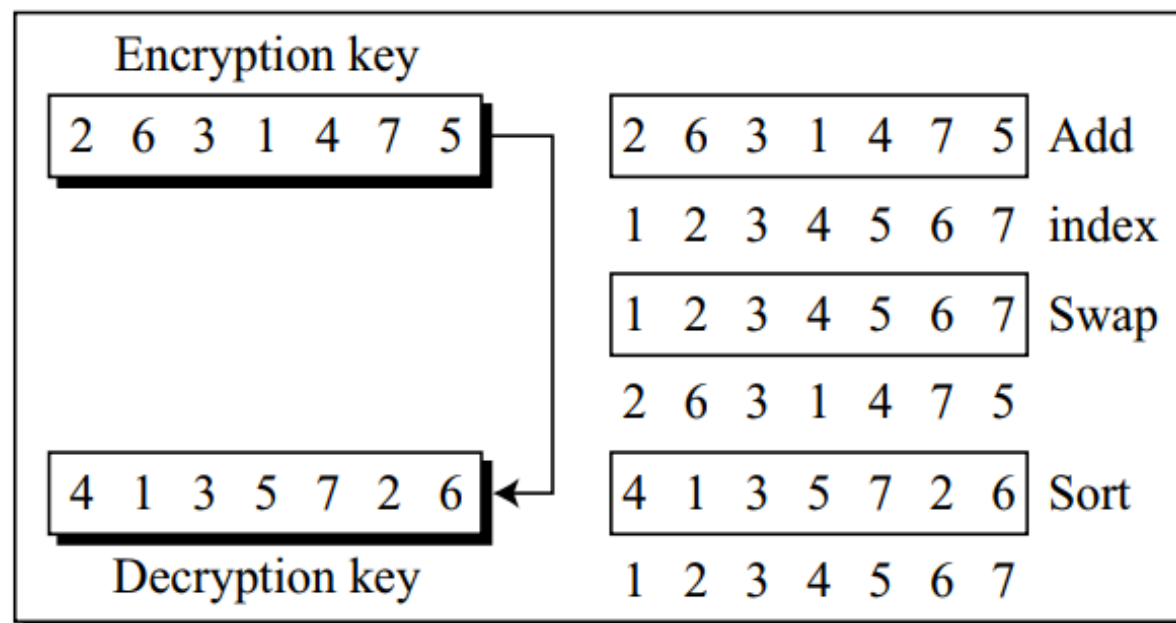 Encryption key
2 6 3 1 4 7 5
4 1 3 5 7 2 6
Decryption key
2 6 3 1 4 7 5 Add
1 2 3 4 5 6 7 index
1 2 3 4 5 6 7 Swap
2 6 3 1 4 7 5
4 1 3 5 7 2 6 Sort
1 2 3 4 5 6 7